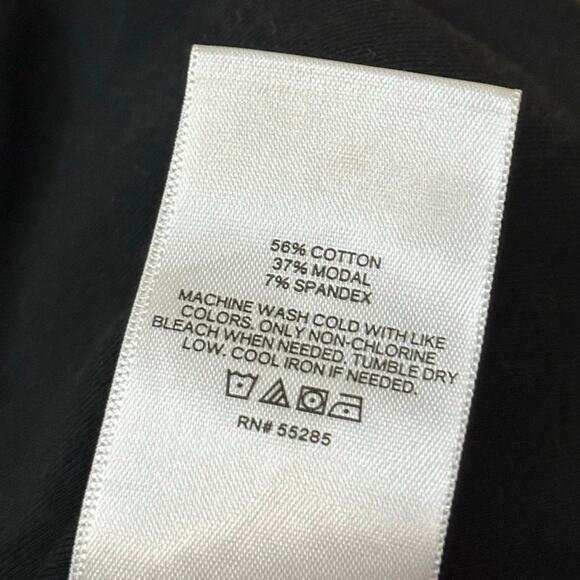 56% COTTON
37% MODAL
7% SPANDEX
MACHINE WASH COLD WITH LIKE
COLORS. ONLY NON-CHLORINE
BLEACH WHEN NEEDED. TUMBLE DRY
LOW. COOL IRON IF NEEDED.
RN# 55285